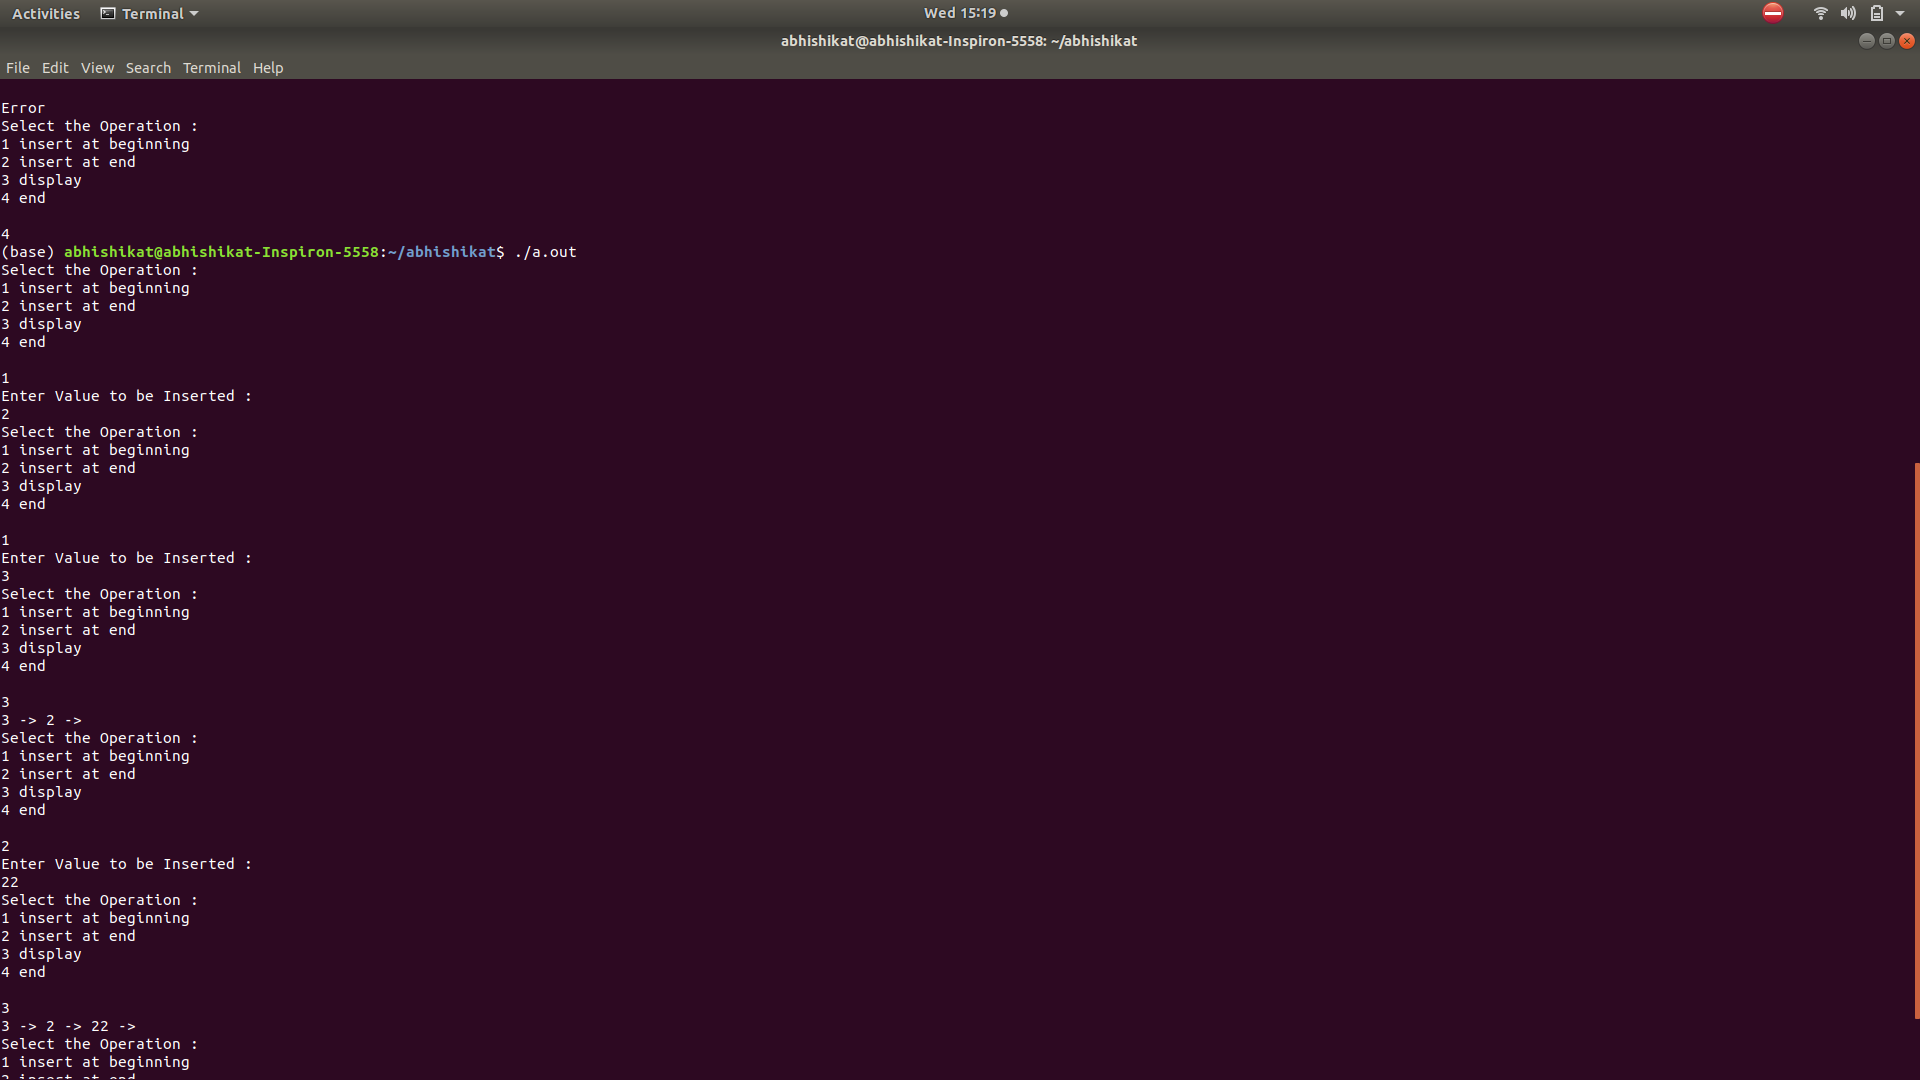 Activities Terminal Wed 15:19
abhishikat@abhishikat-Inspiron-5558: ~/abhishikat
File Edit View Search Terminal Help
Error
Select the Operation :
1 insert at beginning
2 insert at end
3 display
4 end
4
(base) abhishikat@abhishikat-Inspiron-5558:~/abhishikat$ ./a.out
Select the Operation :
1 insert at beginning
2 insert at end
3 display
4 end
1
Enter Value to be Inserted :
2
Select the Operation :
1 insert at beginning
2 insert at end
3 display
4 end
1
Enter Value to be Inserted :
3
Select the Operation :
1 insert at beginning
2 insert at end
3 display
4 end
3
3 -> 2 ->
Select the Operation :
1 insert at beginning
2 insert at end
3 display
4 end
2
Enter Value to be Inserted :
22
Select the Operation :
1 insert at beginning
2 insert at end
3 display
4 end
3
3 -> 2 -> 22 ->
Select the Operation :
1 insert at beginning
2 insert at end